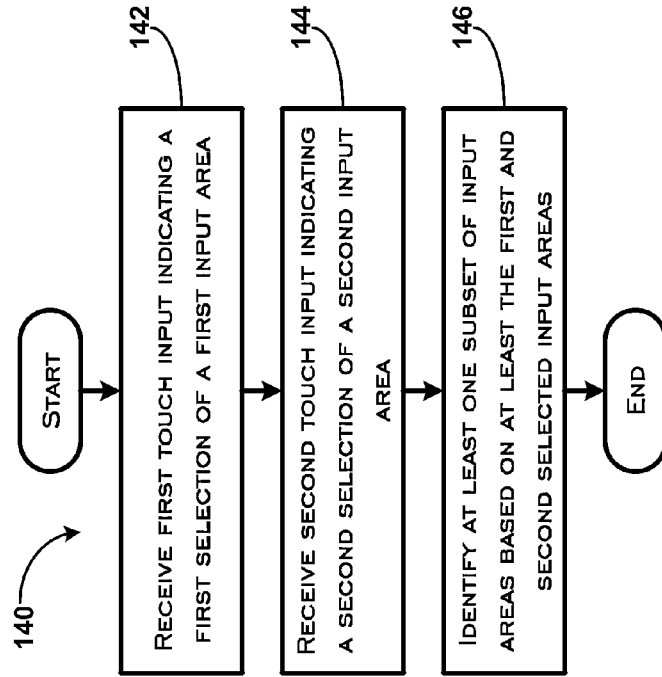 140
START
142
RECEIVE FIRST TOUCH INPUT INDICATING A
FIRST SELECTION OF A FIRST INPUT AREA
144
RECEIVE SECOND TOUCH INPUT INDICATING
A SECOND SELECTION OF A SECOND INPUT
AREA
146
IDENTIFY AT LEAST ONE SUBSET OF INPUT
AREAS BASED ON AT LEAST THE FIRST AND
SECOND SELECTED INPUT AREAS
END